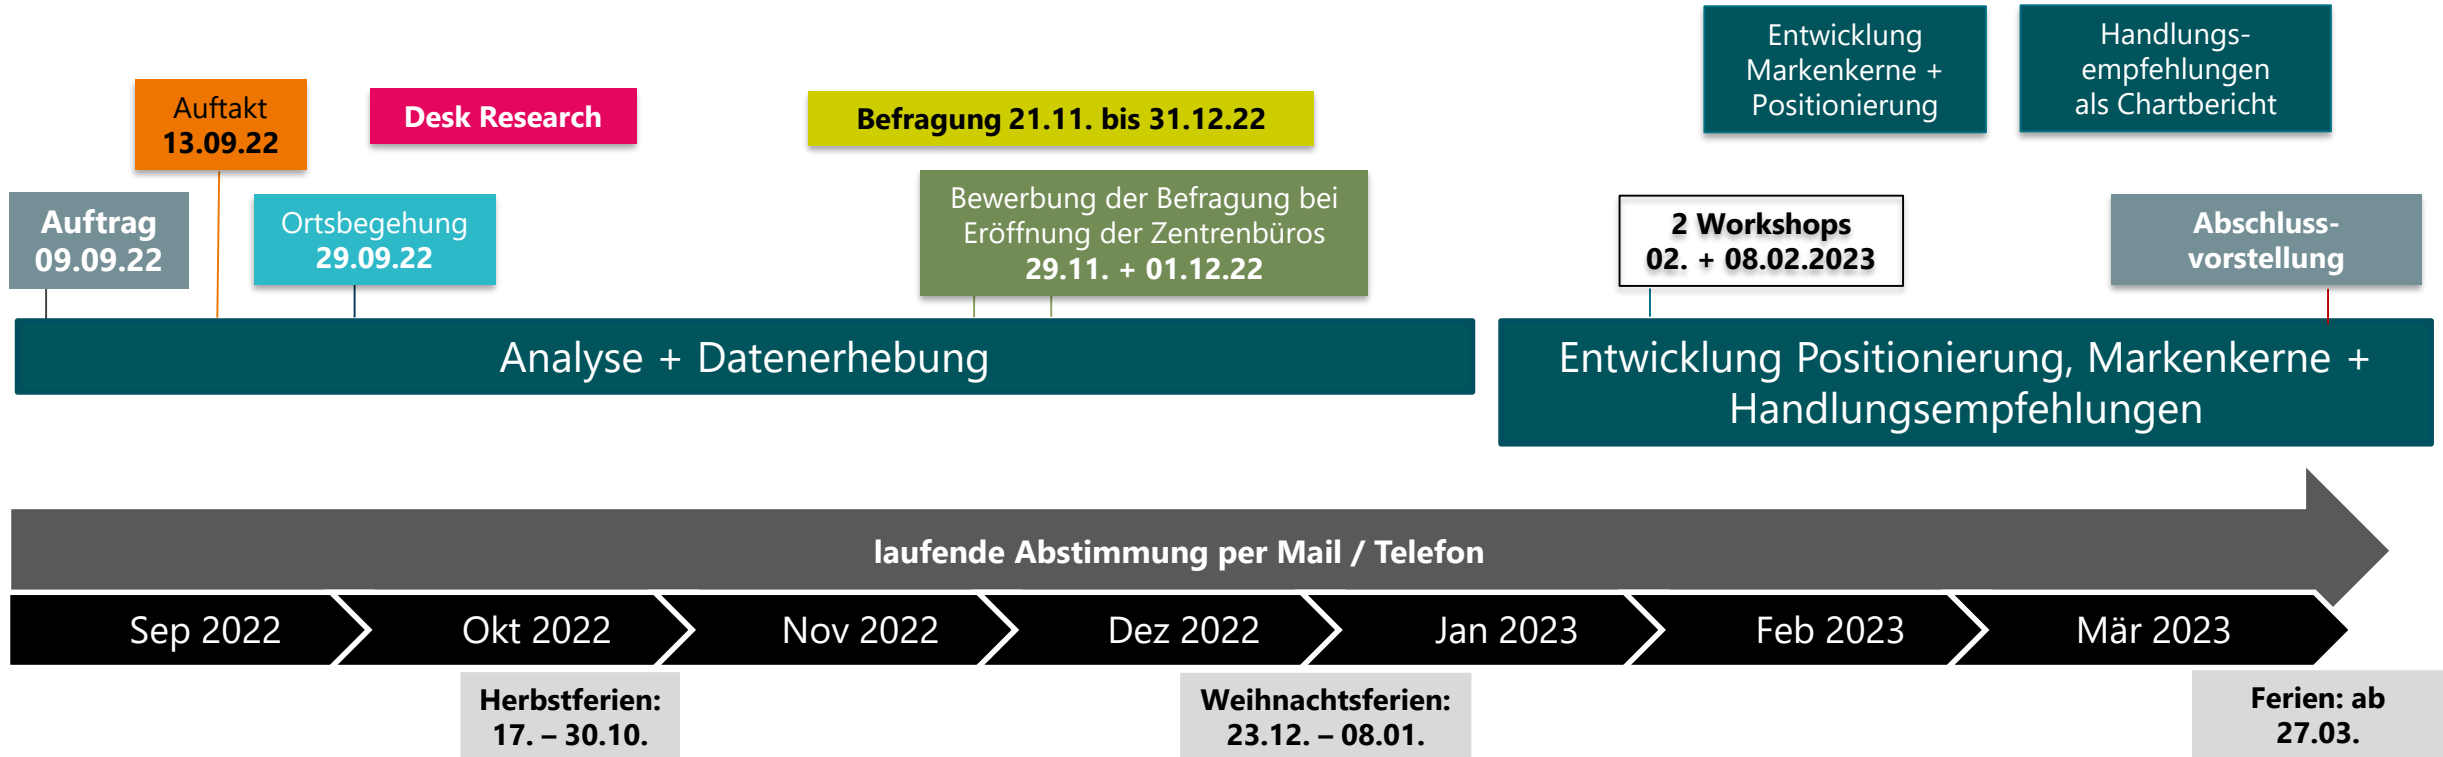 Auftrag
09.09.22
Auftakt
13.09.22
Ortsbegehung
29.09.22
Desk Research
Befragung 21.11. bis 31.12.22
Bewerbung der Befragung bei
Eröffnung der Zentrenbüros
29.11. + 01.12.22
Entwicklung
Markenkerne +
Positionierung
Handlungs-
empfehlungen
als Chartbericht
2 Workshops
02. + 08.02.2023
Abschluss-
vorstellung
Analyse + Datenerhebung
Entwicklung Positionierung, Markenkerne +
Handlungsempfehlungen
laufende Abstimmung per Mail / Telefon
Sep 2022
Okt 2022
Nov 2022
Dez 2022
Jan 2023
Feb 2023
Mär 2023
Herbstferien:
17. – 30.10.
Weihnachtsferien:
23.12. – 08.01.
Ferien: ab
27.03.